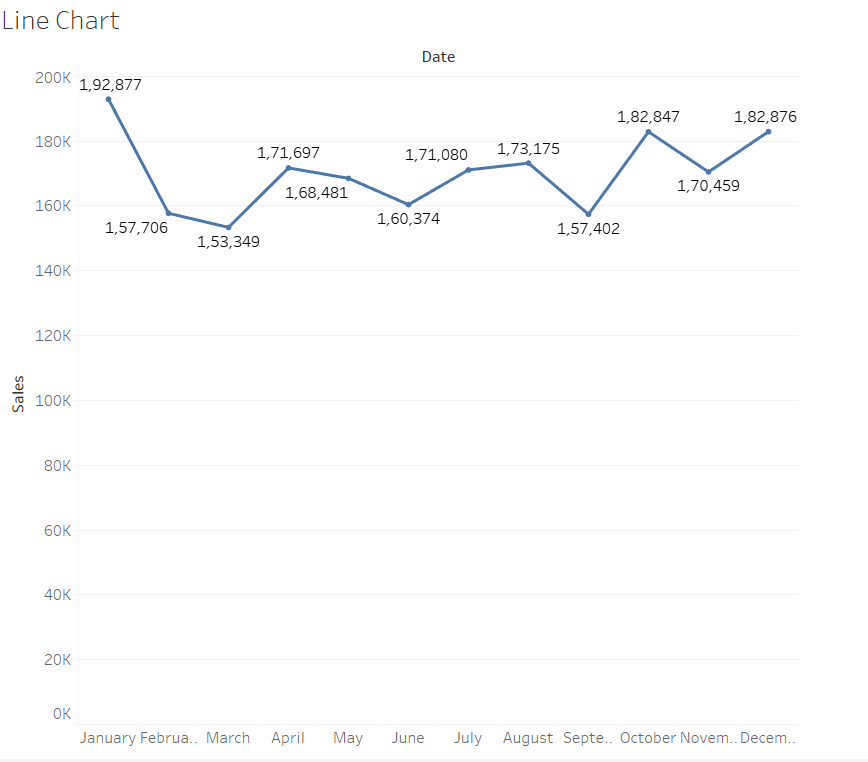 Line Chart
Date
200K
1,92,877
180K
1,82,847
1,82,876
1,71,697
1,71,080
1,73,175
1,68,481
1,70,459
160K
1,57,706
1,53,349
1,60,374
1,57,402
140K
120K
Sales
100K
80K
60K
40K
20K
0K
January Februa.. March April May June July August Septe.. October Novem.. Decem..